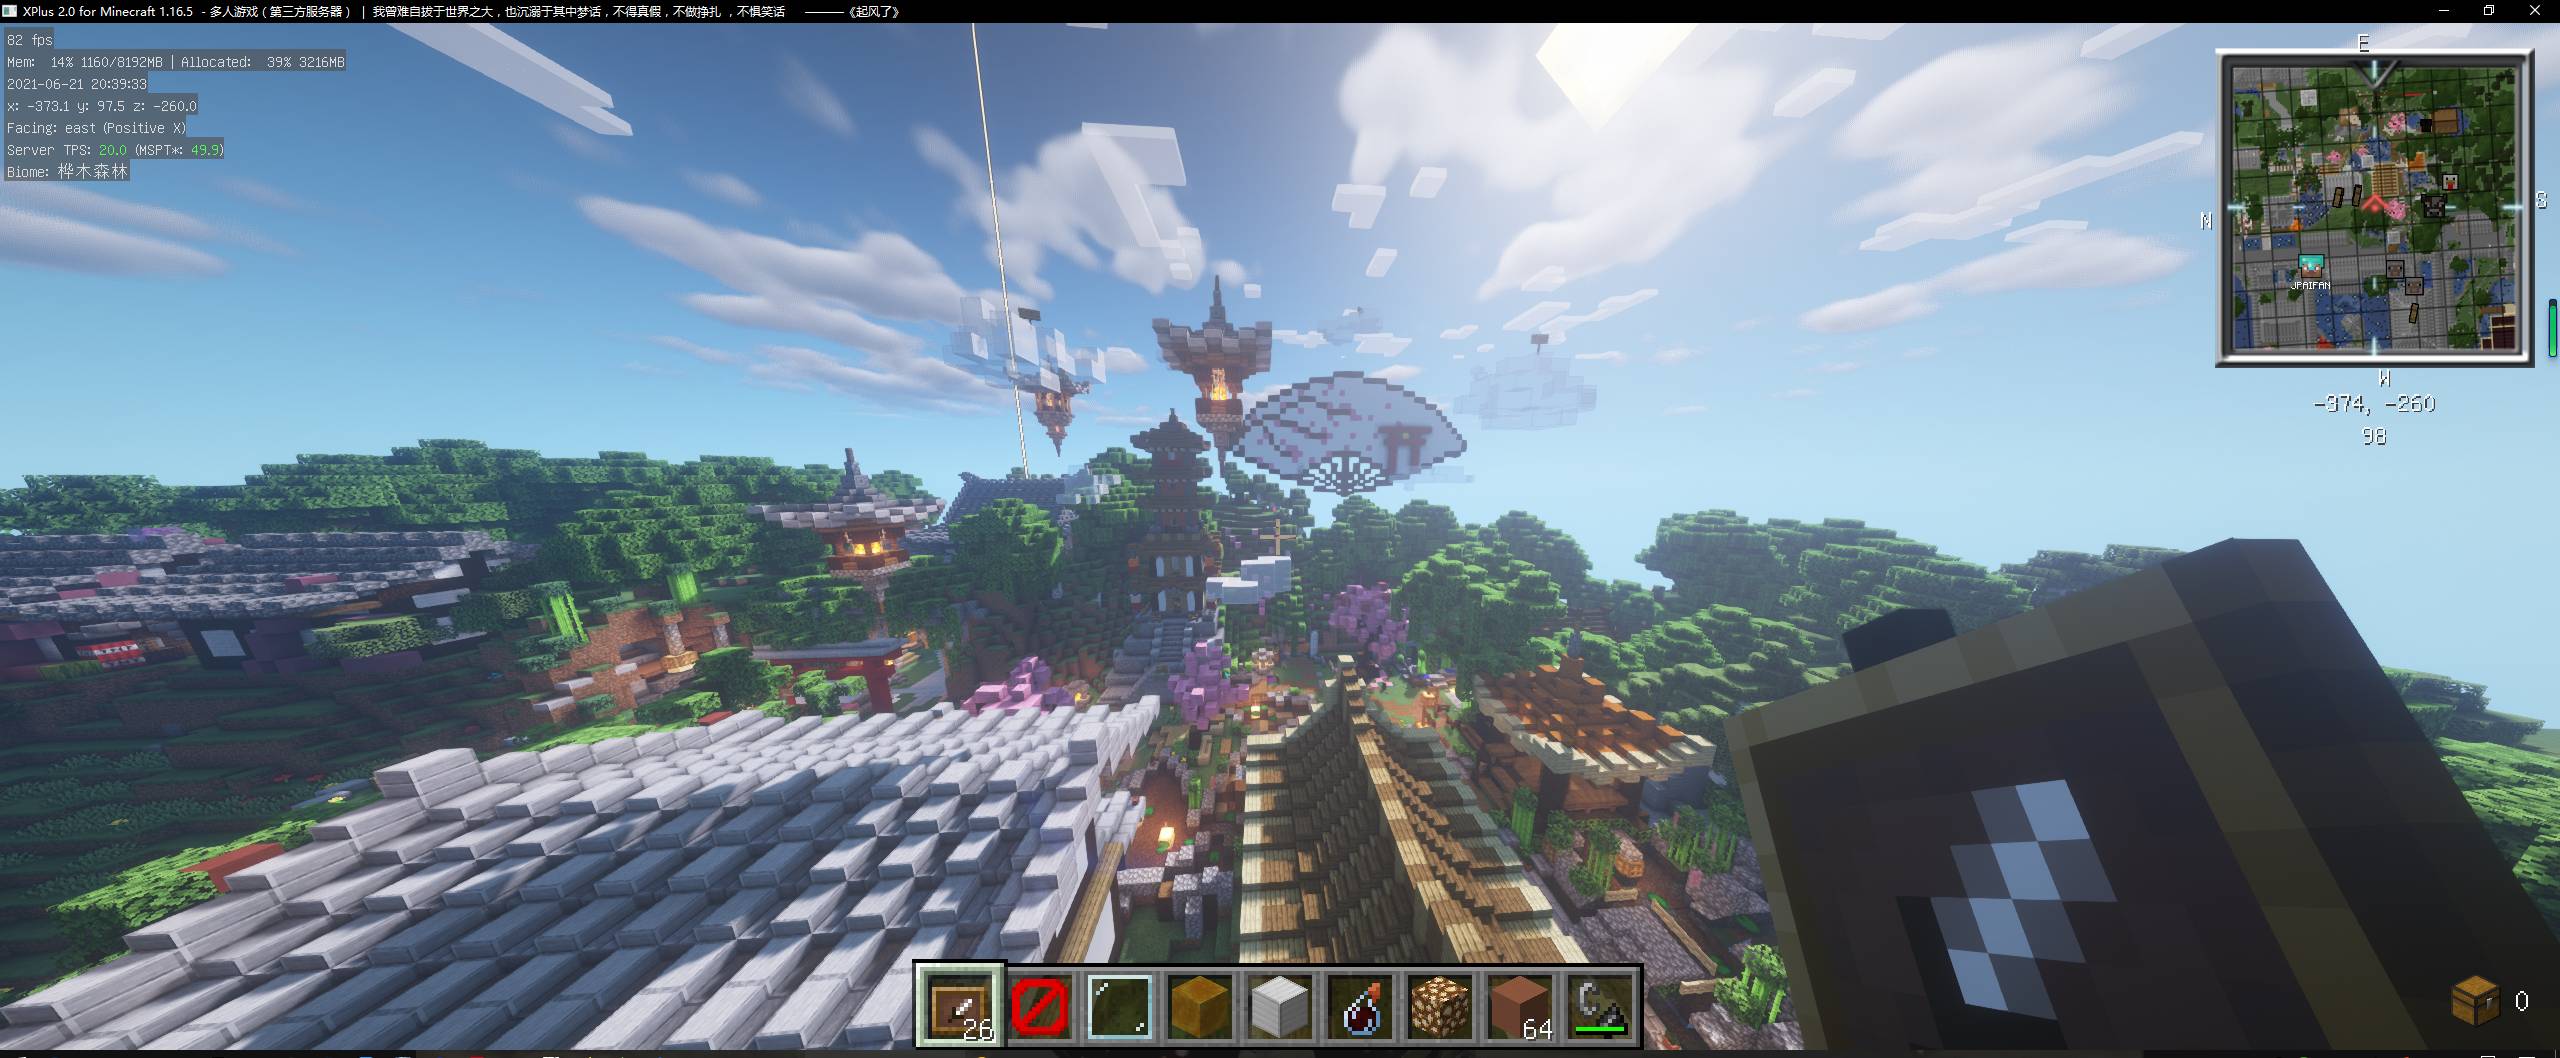 XPlus 2.0 for Minecraft 1.16.5 - 多人游戏（第三方服务器） | 我曾难自拔于世界之大，也沉溺于其中梦话，不得真假，不做挣扎 ，不惧笑话 ———《起风了》
82 fps
Mem: 14% 1160/8192MB | Allocated: 39% 3216MB
2021-06-21 20:39:33
x: -373.1 y: 97.5 z: -260.0
Facing: east (Positive X)
Server TPS: 20.0 (MSPT*: 49.9)
Biome: 桦木森林
E
N
S
JPAIFAN
W
-374, -260
98
26
64
0